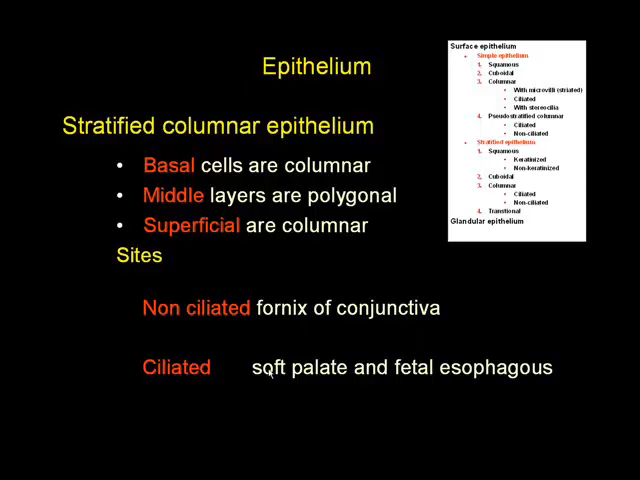 Epithelium
Stratified columnar epithelium
• Basal cells are columnar
• Middle layers are polygonal
• Superficial are columnar
Sites
Non ciliated fornix of conjunctiva
Ciliated soft palate and fetal esophagous
Surface epithelium
• Simple epithelium
1. Squamous
2. Cuboidal
3. Columnar
• With microvilli (striated)
• Ciliated
• With stereocilia
4. Pseudostratified columnar
• Ciliated
• Non-ciliated
• Stratified epithelium
1. Squamous
• Keratinized
• Non-keratinized
2. Cuboidal
3. Columnar
• Ciliated
• Non-ciliated
4. Transtional
Glandular epithelium